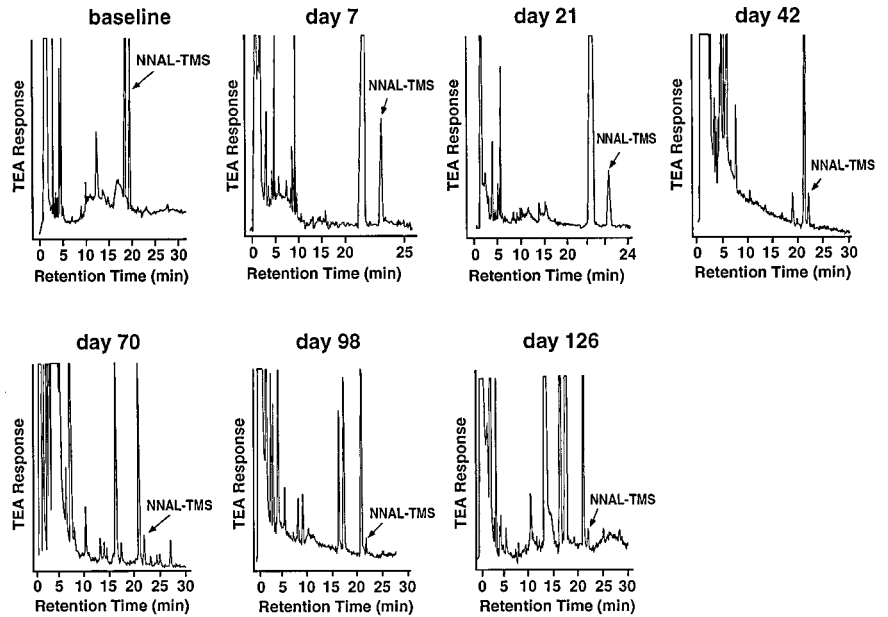 baseline
day 7
day 21
day 42
NNAL-TMS
NNAL-TMS
NNAL-TMS
NNAL-TMS
TEA Response
TEA Response
TEA Response
TEA Response
0 5 10 15 20 25 30
0 5 10 15 20 25
0 5 10 15 20 24
0 5 10 15 20 25 30
Retention Time (min)
Retention Time (min)
Retention Time (min)
Retention Time (min)
day 70
day 98
day 126
NNAL-TMS
NNAL-TMS
NNAL-TMS
TEA Response
TEA Response
TEA Response
0 5 10 15 20 25 30
0 5 10 15 20 25 30
0 5 10 15 20 25 30
Retention Time (min)
Retention Time (min)
Retention Time (min)